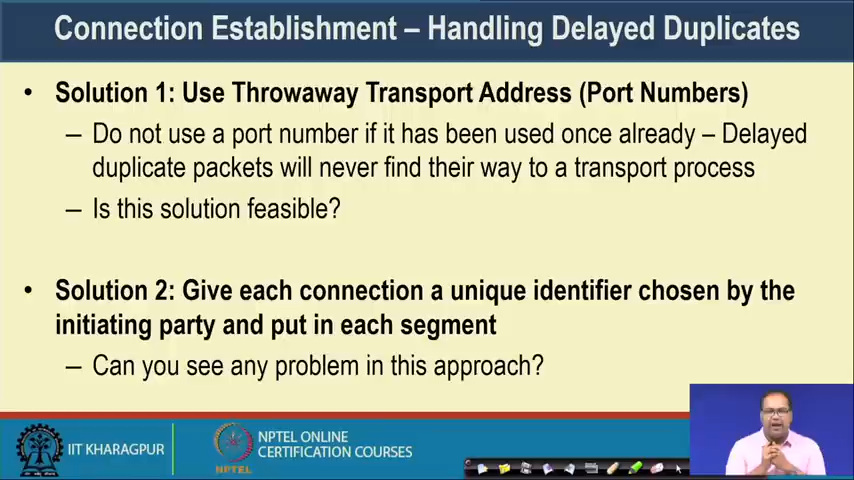 Connection Establishment – Handling Delayed Duplicates
• Solution 1: Use Throwaway Transport Address (Port Numbers)
– Do not use a port number if it has been used once already – Delayed
duplicate packets will never find their way to a transport process
– Is this solution feasible?
• Solution 2: Give each connection a unique identifier chosen by the
initiating party and put in each segment
– Can you see any problem in this approach?
IIT KHARAGPUR
NPTEL
NPTEL ONLINE
CERTIFICATION COURSES